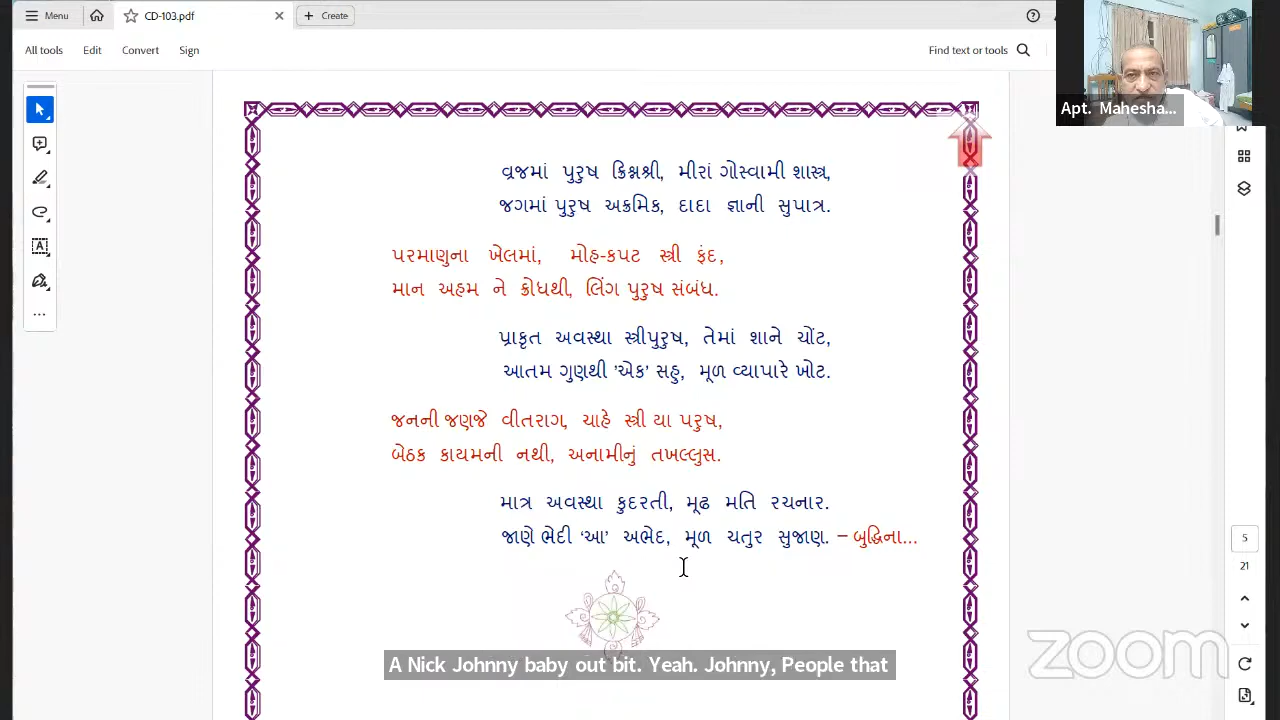 Menu
CD-103.pdf
Create
All tools
Edit
Convert
Sign
Find text or tools
Apt. Mahesha...
વ્રજમાં પુરુષ ક્રિશ્નશ્રી, મીરાં ગોસ્વામી શાસ્ત્ર,
જગમાં પુરુષ અક્રમિક, દાદા જ્ઞાની સુપાત્ર.
પરમાણુના ખેલમાં, મોહ-કપટ સ્ત્રી ફંદ,
માન અહમ ને ક્રોધથી, લિંગ પુરુષ સંબંધ.
પ્રાકૃત અવસ્થા સ્ત્રીપુરુષ, તેમાં શાને ચોંટ,
આતમ ગુણથી 'એક' સહુ, મૂળ વ્યાપારે ખોટ.
જનની જણજે વીતરાગ, ચાહે સ્ત્રી યા પરુષ,
બેઠક કાયમની નથી, અનામીનું તખલ્લુસ.
માત્ર અવસ્થા કુદરતી, મૂઢ મતિ રચનાર.
જાણે ભેદી ‘આ’ અભેદ, મૂળ ચતુર સુજાણ. – બુદ્ધિના...
5
21
A Nick Johnny baby out bit. Yeah. Johnny, People that
zoom